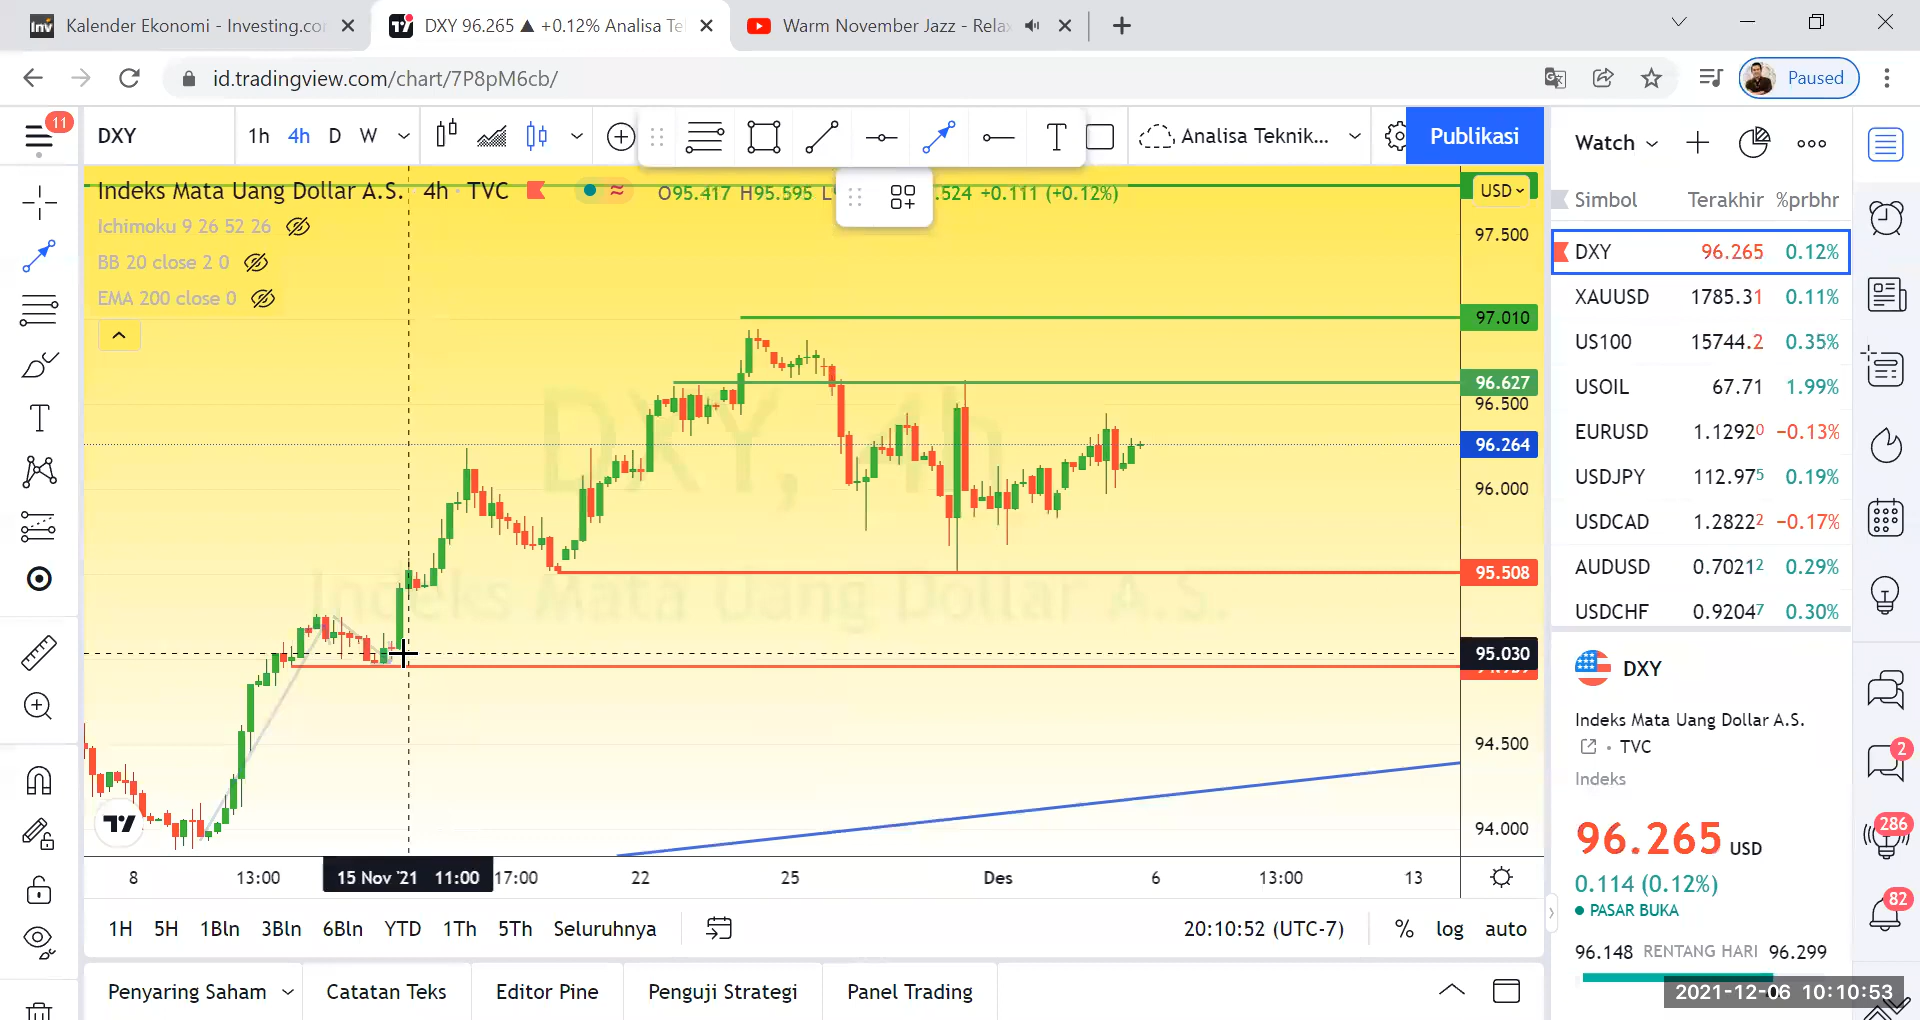 Kalender Ekonomi - Investing.co
DXY 96.265 ▲ +0.12% Analisa Te
Warm November Jazz - Rela
id.tradingview.com/chart/7P8pM6cb/
Paused
11
DXY
1h 4h D W
T
Analisa Teknik...
Publikasi
Indeks Mata Uang Dollar A.S. 4h TVC
O95.417 H95.595 L .524 +0.111 (+0.12%)
USD
Ichimoku 9 26 52 26
BB 20 close 2 0
EMA 200 close 0
97.500
97.010
96.627
96.500
96.264
96.000
95.508
95.030
94.500
94.000
DXY, 4h
Indeks Mata Uang Dollar A.S.
8 13:00 15 Nov '21 11:00 17:00 22 25 Des 6 13:00 13
1H 5H 1Bln 3Bln 6Bln YTD 1Th 5Th Seluruhnya
20:10:52 (UTC-7) % log auto
Penyaring Saham Catatan Teks Editor Pine Penguji Strategi Panel Trading
Watch
Simbol Terakhir %prbhr
DXY 96.265 0.12%
XAUUSD 1785.31 0.11%
US100 15744.2 0.35%
USOIL 67.71 1.99%
EURUSD 1.12920 −0.13%
USDJPY 112.975 0.19%
USDCAD 1.28222 −0.17%
AUDUSD 0.70212 0.29%
USDCHF 0.92047 0.30%
DXY
Indeks Mata Uang Dollar A.S.
TVC
Indeks
96.265 USD
0.114 (0.12%)
PASAR BUKA
96.148 RENTANG HARI 96.299
2
286
82
2021-12-06 10:10:53